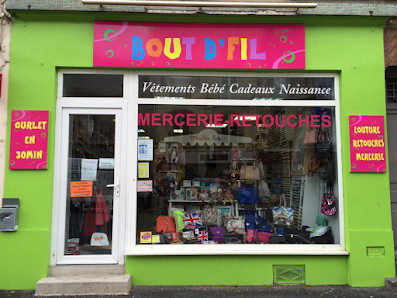 BOUT D'FIL
Vêtements Bébé Cadeaux Naissance
MERCERIE-RETOUCHES
OURLET
EN
30MIN
COUTURE
RETOUCHES
MERCERIE